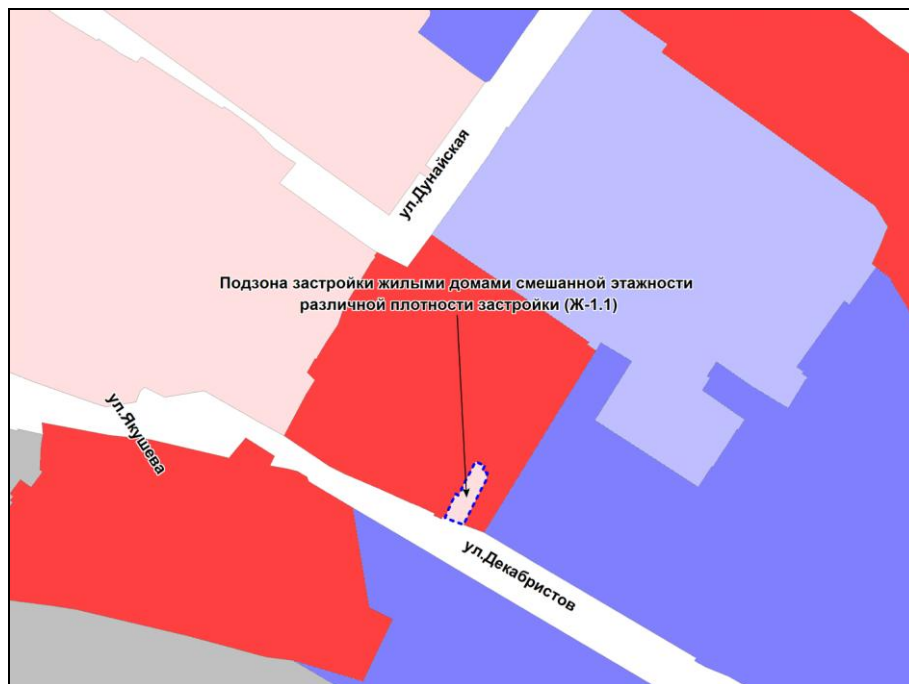 ул.Дунайская
Подзона застройки жилыми домами смешанной этажности
различной плотности застройки (Ж-1.1)
ул.Якушева
ул.Декабристов